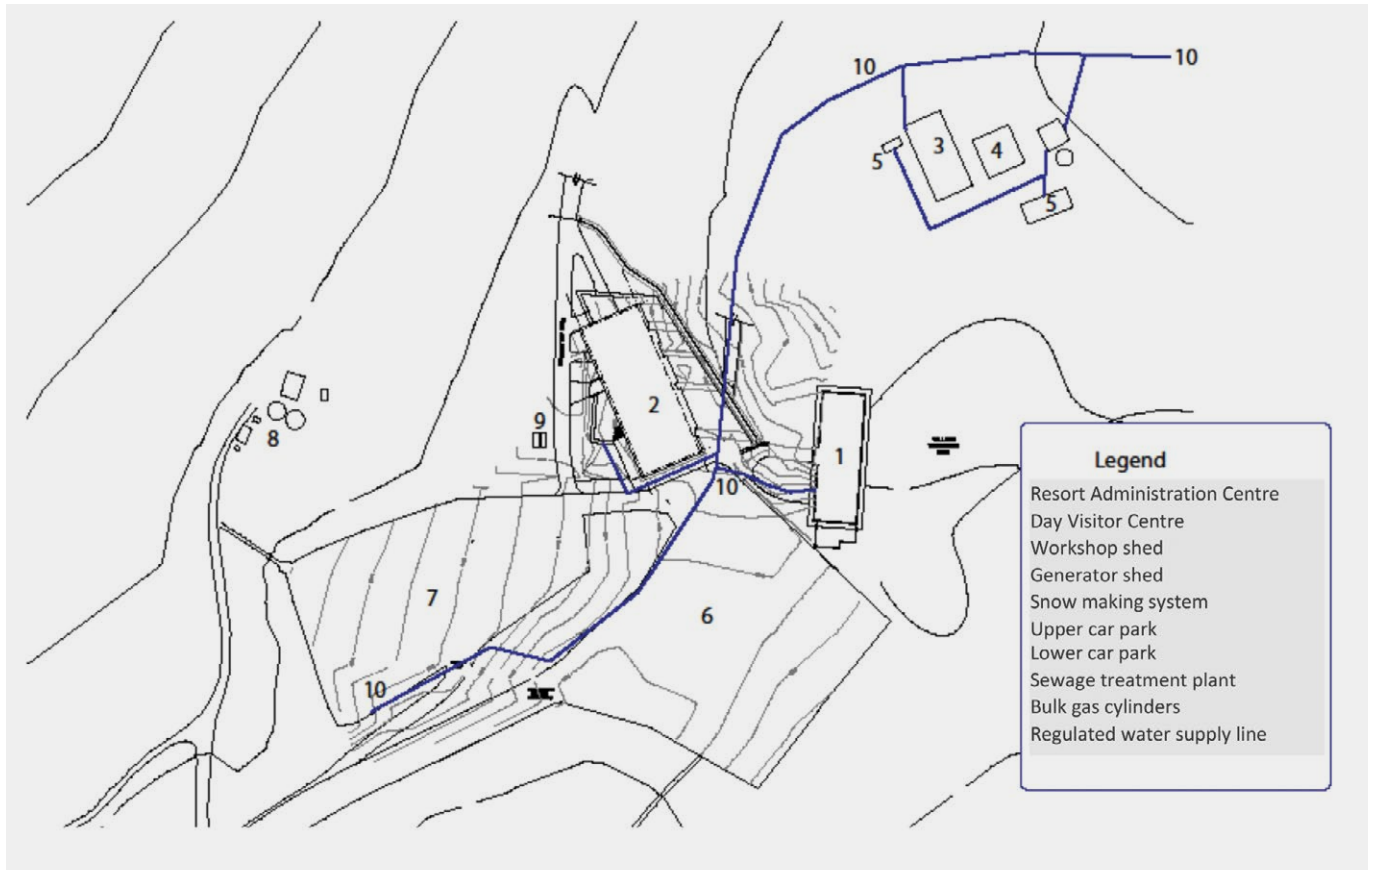 10
10
3
4
5
5
2
9
1
8
10
7
6
10
Legend
Resort Administration Centre
Day Visitor Centre
Workshop shed
Generator shed
Snow making system
Upper car park
Lower car park
Sewage treatment plant
Bulk gas cylinders
Regulated water supply line